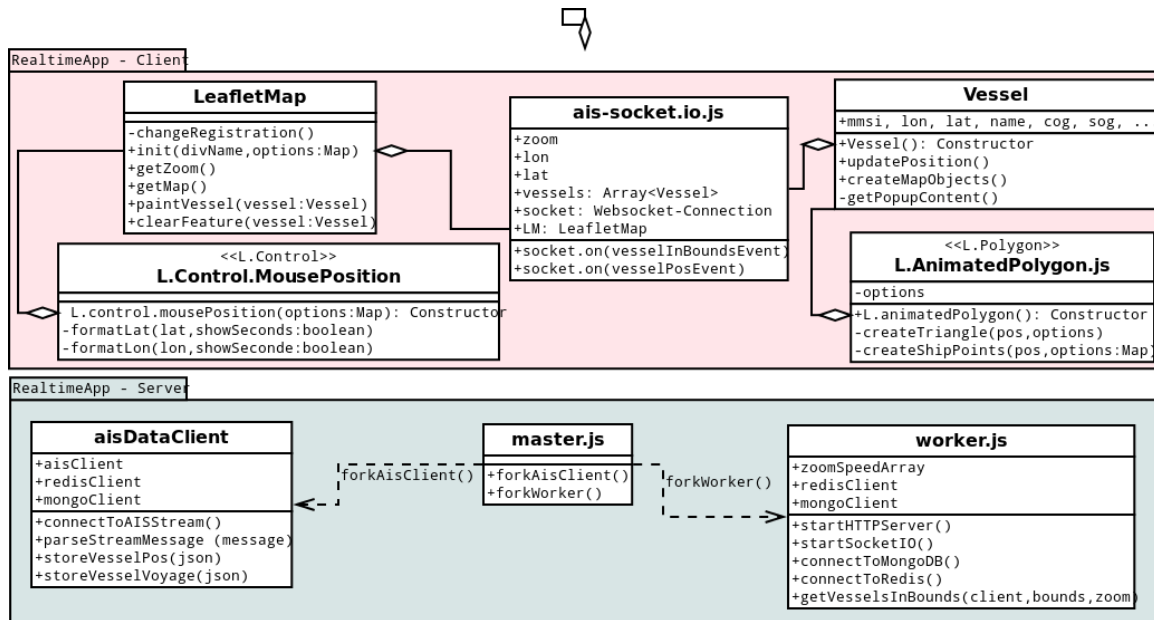 RealtimeApp - Client
LeafletMap
-changeRegistration()
+init(divName,options:Map)
+getZoom()
+getMap()
+paintVessel(vessel:Vessel)
+clearFeature(vessel:Vessel)
ais-socket.io.js
+zoom
+lon
+lat
+vessels: Array<Vessel>
+socket: Websocket-Connection
+LM: LeafletMap
+socket.on(vesselInBoundsEvent)
+socket.on(vesselPosEvent)
Vessel
+mmsi, lon, lat, name, cog, sog, ..
+Vessel(): Constructor
+updatePosition()
+createMapObjects()
-getPopupContent()
<<L.Control>>
L.Control.MousePosition
L.control.mousePosition(options:Map): Constructor
-formatLat(lat,showSeconds:boolean)
-formatLon(lon,showSeconde:boolean)
<<L.Polygon>>
L.AnimatedPolygon.js
-options
+L.animatedPolygon(): Constructor
-createTriangle(pos,options)
-createShipPoints(pos,options:Map)
RealtimeApp - Server
aisDataClient
+aisClient
+redisClient
+mongoClient
+connectToAISStream()
+parseStreamMessage (message)
+storeVesselPos(json)
+storeVesselVoyage(json)
forkAisClient()
master.js
+forkAisClient()
+forkWorker()
forkWorker()
worker.js
+zoomSpeedArray
+redisClient
+mongoClient
+startHTTPServer()
+startSocketIO()
+connectToMongoDB()
+connectToRedis()
+getVesselsInBounds(client,bounds,zoom)